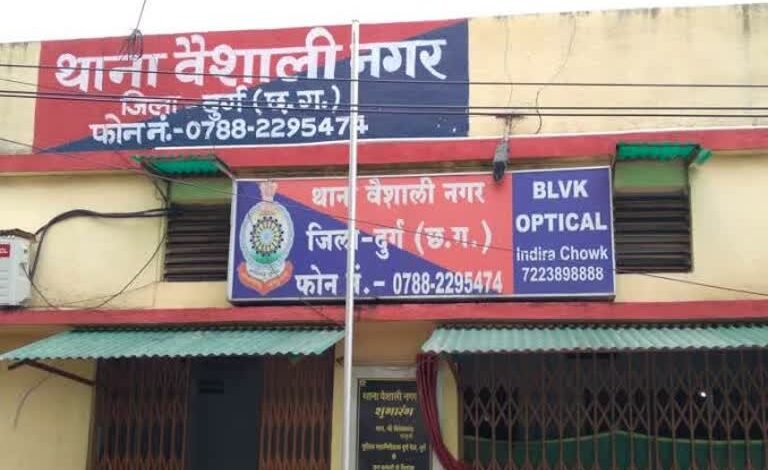 थाना वैशाली नगर
जिला - दुर्ग (छ.ग.)
फोन नं.-0788-2295474
थाना वैशाली नगर
जिला-दुर्ग (छ.ग.)
फोन नं.- 0788-2295474
BLVK
OPTICAL
Indira Chowk
7223898888
थाना वैशाली नगर